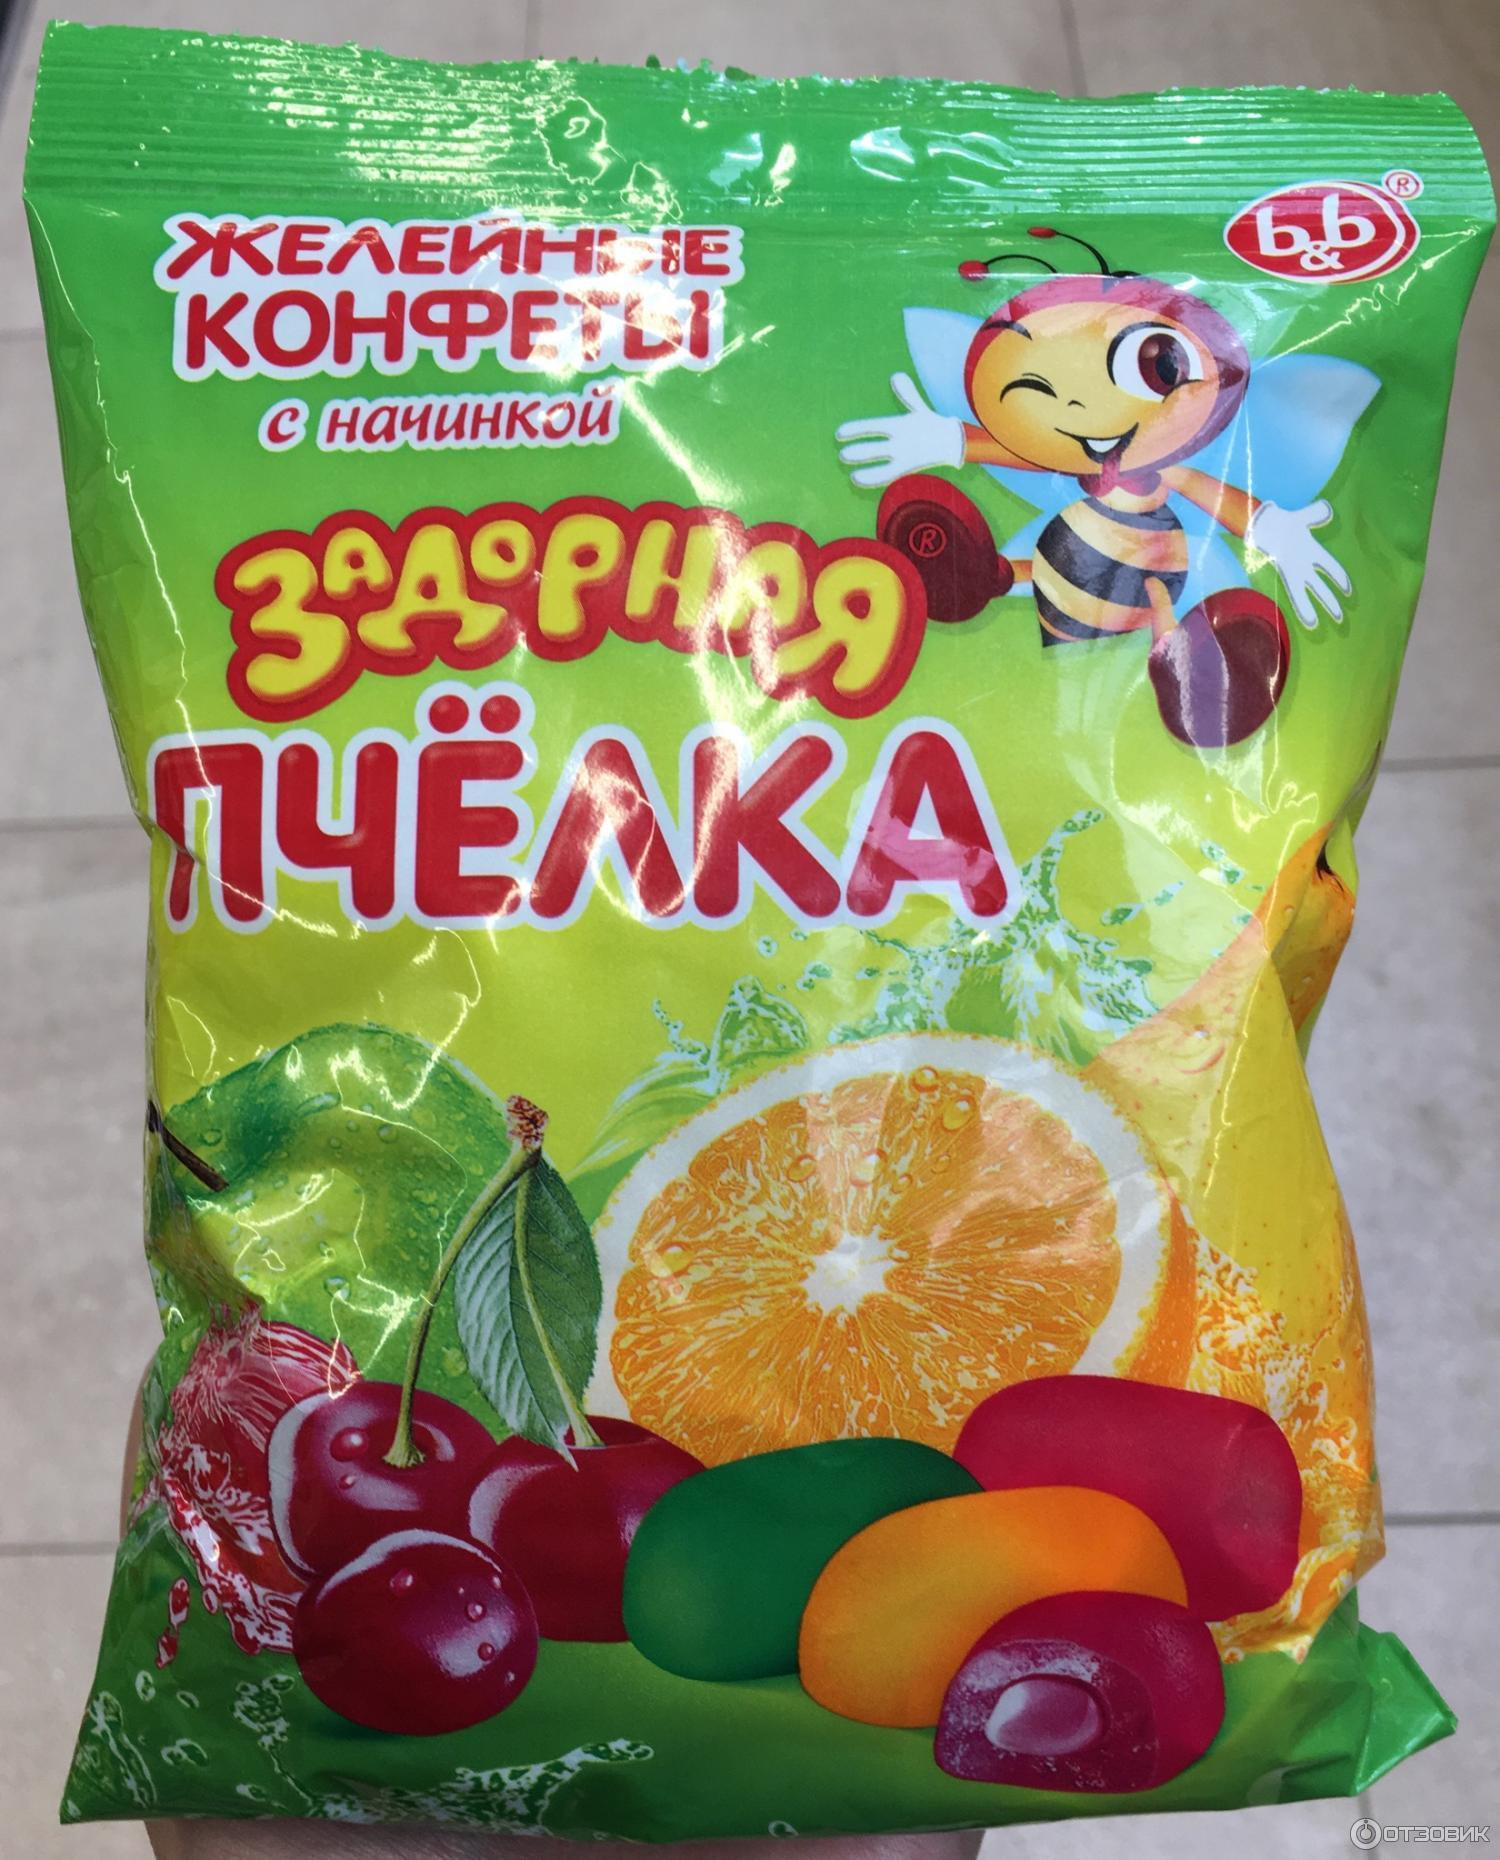 ЖЕЛЕЙНЫЕ
КОНФЕТЫ
с начинкой
b&b ®
®
ЗАДОРНАЯ
ПЧЁЛКА
ОТЗОВИК